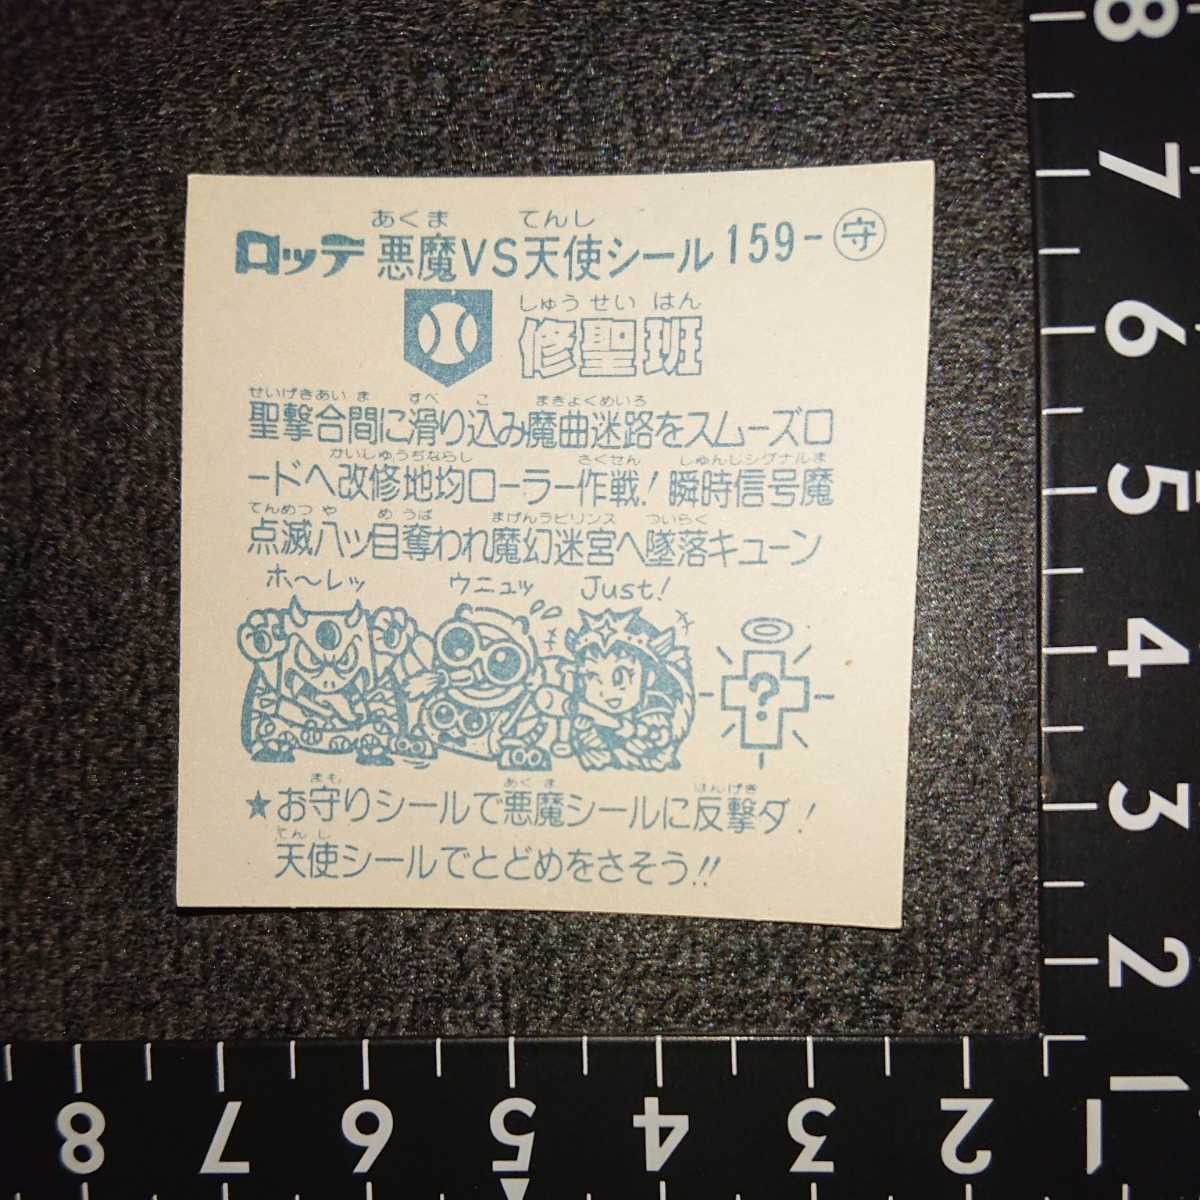 あくま てんし
ロッテ 悪魔VS天使シール 159-守
しゅう せい はん
修聖班
せいげきあい ま すべ こ まきょくめいろ
聖撃合間に滑り込み魔曲迷路をスムーズロ
かいしゅうぢならし さくせん しゅんじシグナルま
ードへ改修地均ローラー作戦!瞬時信号魔
てんめつ や め うば まげんラビリンス ついらく
点滅八ッ目奪われ魔幻迷宮へ墜落キューン
ホ〜レッ ウニュッ Just!
?
まも あく ま はんげき
★お守りシールで悪魔シールに反撃ダ!
てんし
天使シールでとどめをさそう!!
8
7
6
5
4
3
2
1
8 7 6 5 4 3 2 1